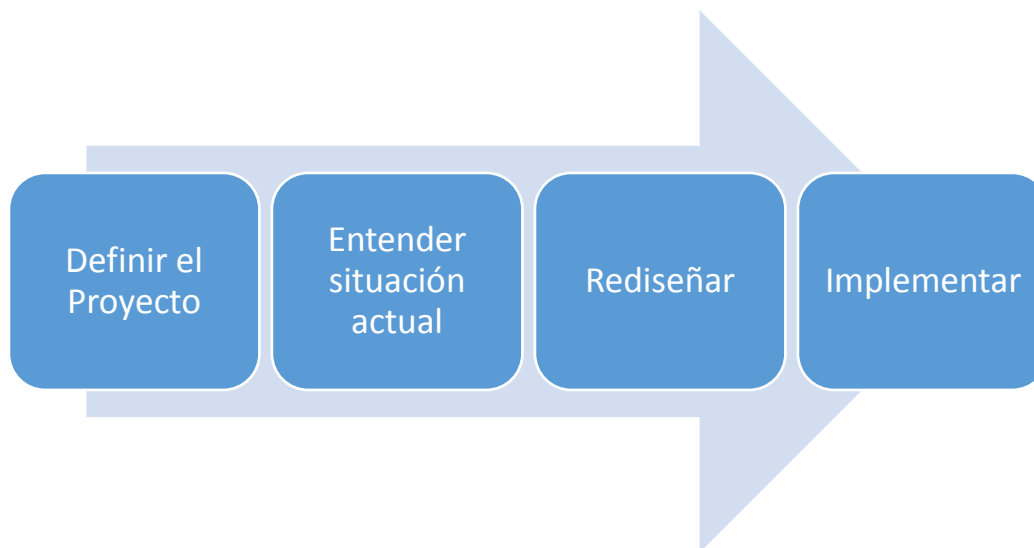 Definir el
Proyecto
Entender
situación
actual
Rediseñar
Implementar